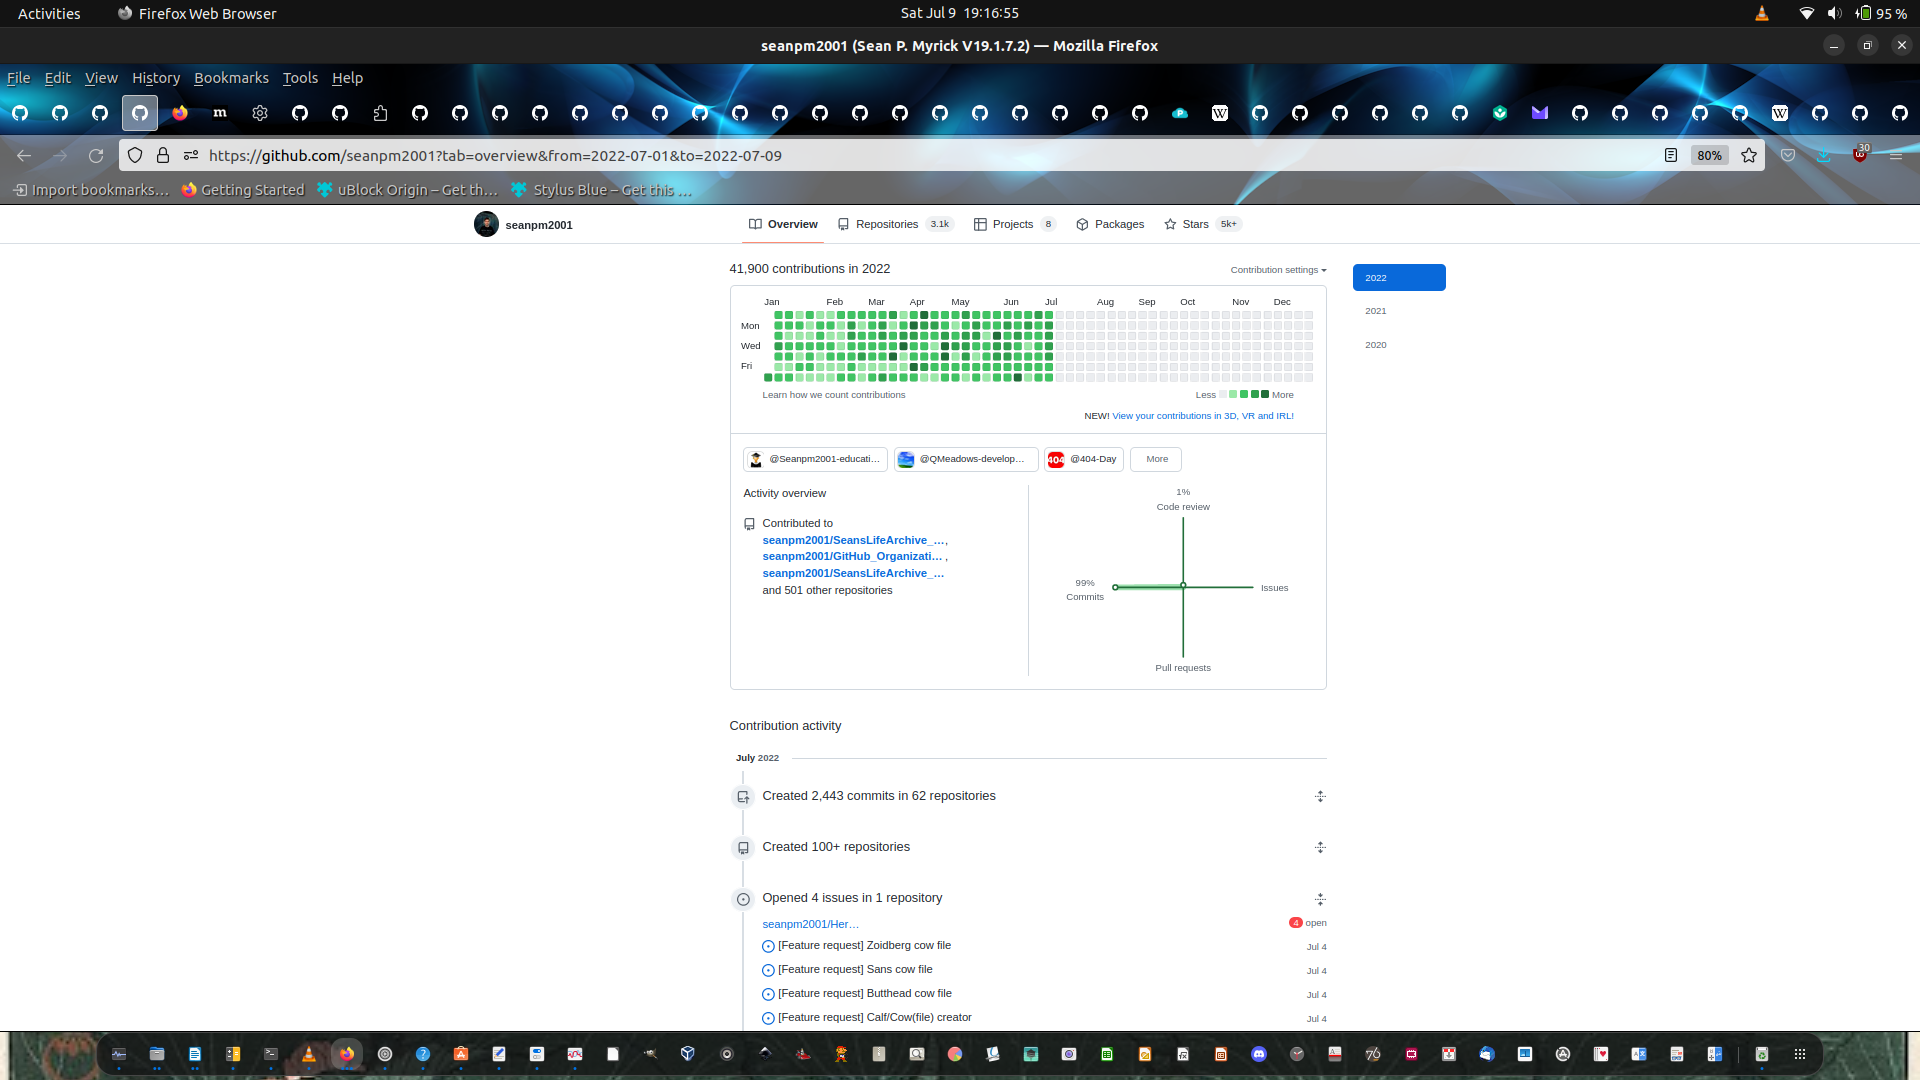 Activities
Firefox Web Browser
Sat Jul 9 19:16:55
95 %
seanpm2001 (Sean P. Myrick V19.1.7.2) — Mozilla Firefox
File Edit View History Bookmarks Tools Help
https://github.com/seanpm2001?tab=overview&from=2022-07-01&to=2022-07-09
80%
30
Import bookmarks…
Getting Started
uBlock Origin – Get th…
Stylus Blue – Get this …
seanpm2001
Overview
Repositories 3.1k
Projects 8
Packages
Stars 5k+
41,900 contributions in 2022
Contribution settings
2022
2021
2020
Jan Feb Mar Apr May Jun Jul Aug Sep Oct Nov Dec
Mon
Wed
Fri
Learn how we count contributions
Less More
NEW! View your contributions in 3D, VR and IRL!
@Seanpm2001-educati…
@QMeadows-develop…
404 @404-Day
More
Activity overview
Contributed to
seanpm2001/SeansLifeArchive_…,
seanpm2001/GitHub_Organizati… ,
seanpm2001/SeansLifeArchive_…
and 501 other repositories
1%
Code review
99%
Commits
Issues
Pull requests
Contribution activity
July 2022
Created 2,443 commits in 62 repositories
Created 100+ repositories
Opened 4 issues in 1 repository
seanpm2001/Her…
4 open
[Feature request] Zoidberg cow file
Jul 4
[Feature request] Sans cow file
Jul 4
[Feature request] Butthead cow file
Jul 4
[Feature request] Calf/Cow(file) creator
Jul 4